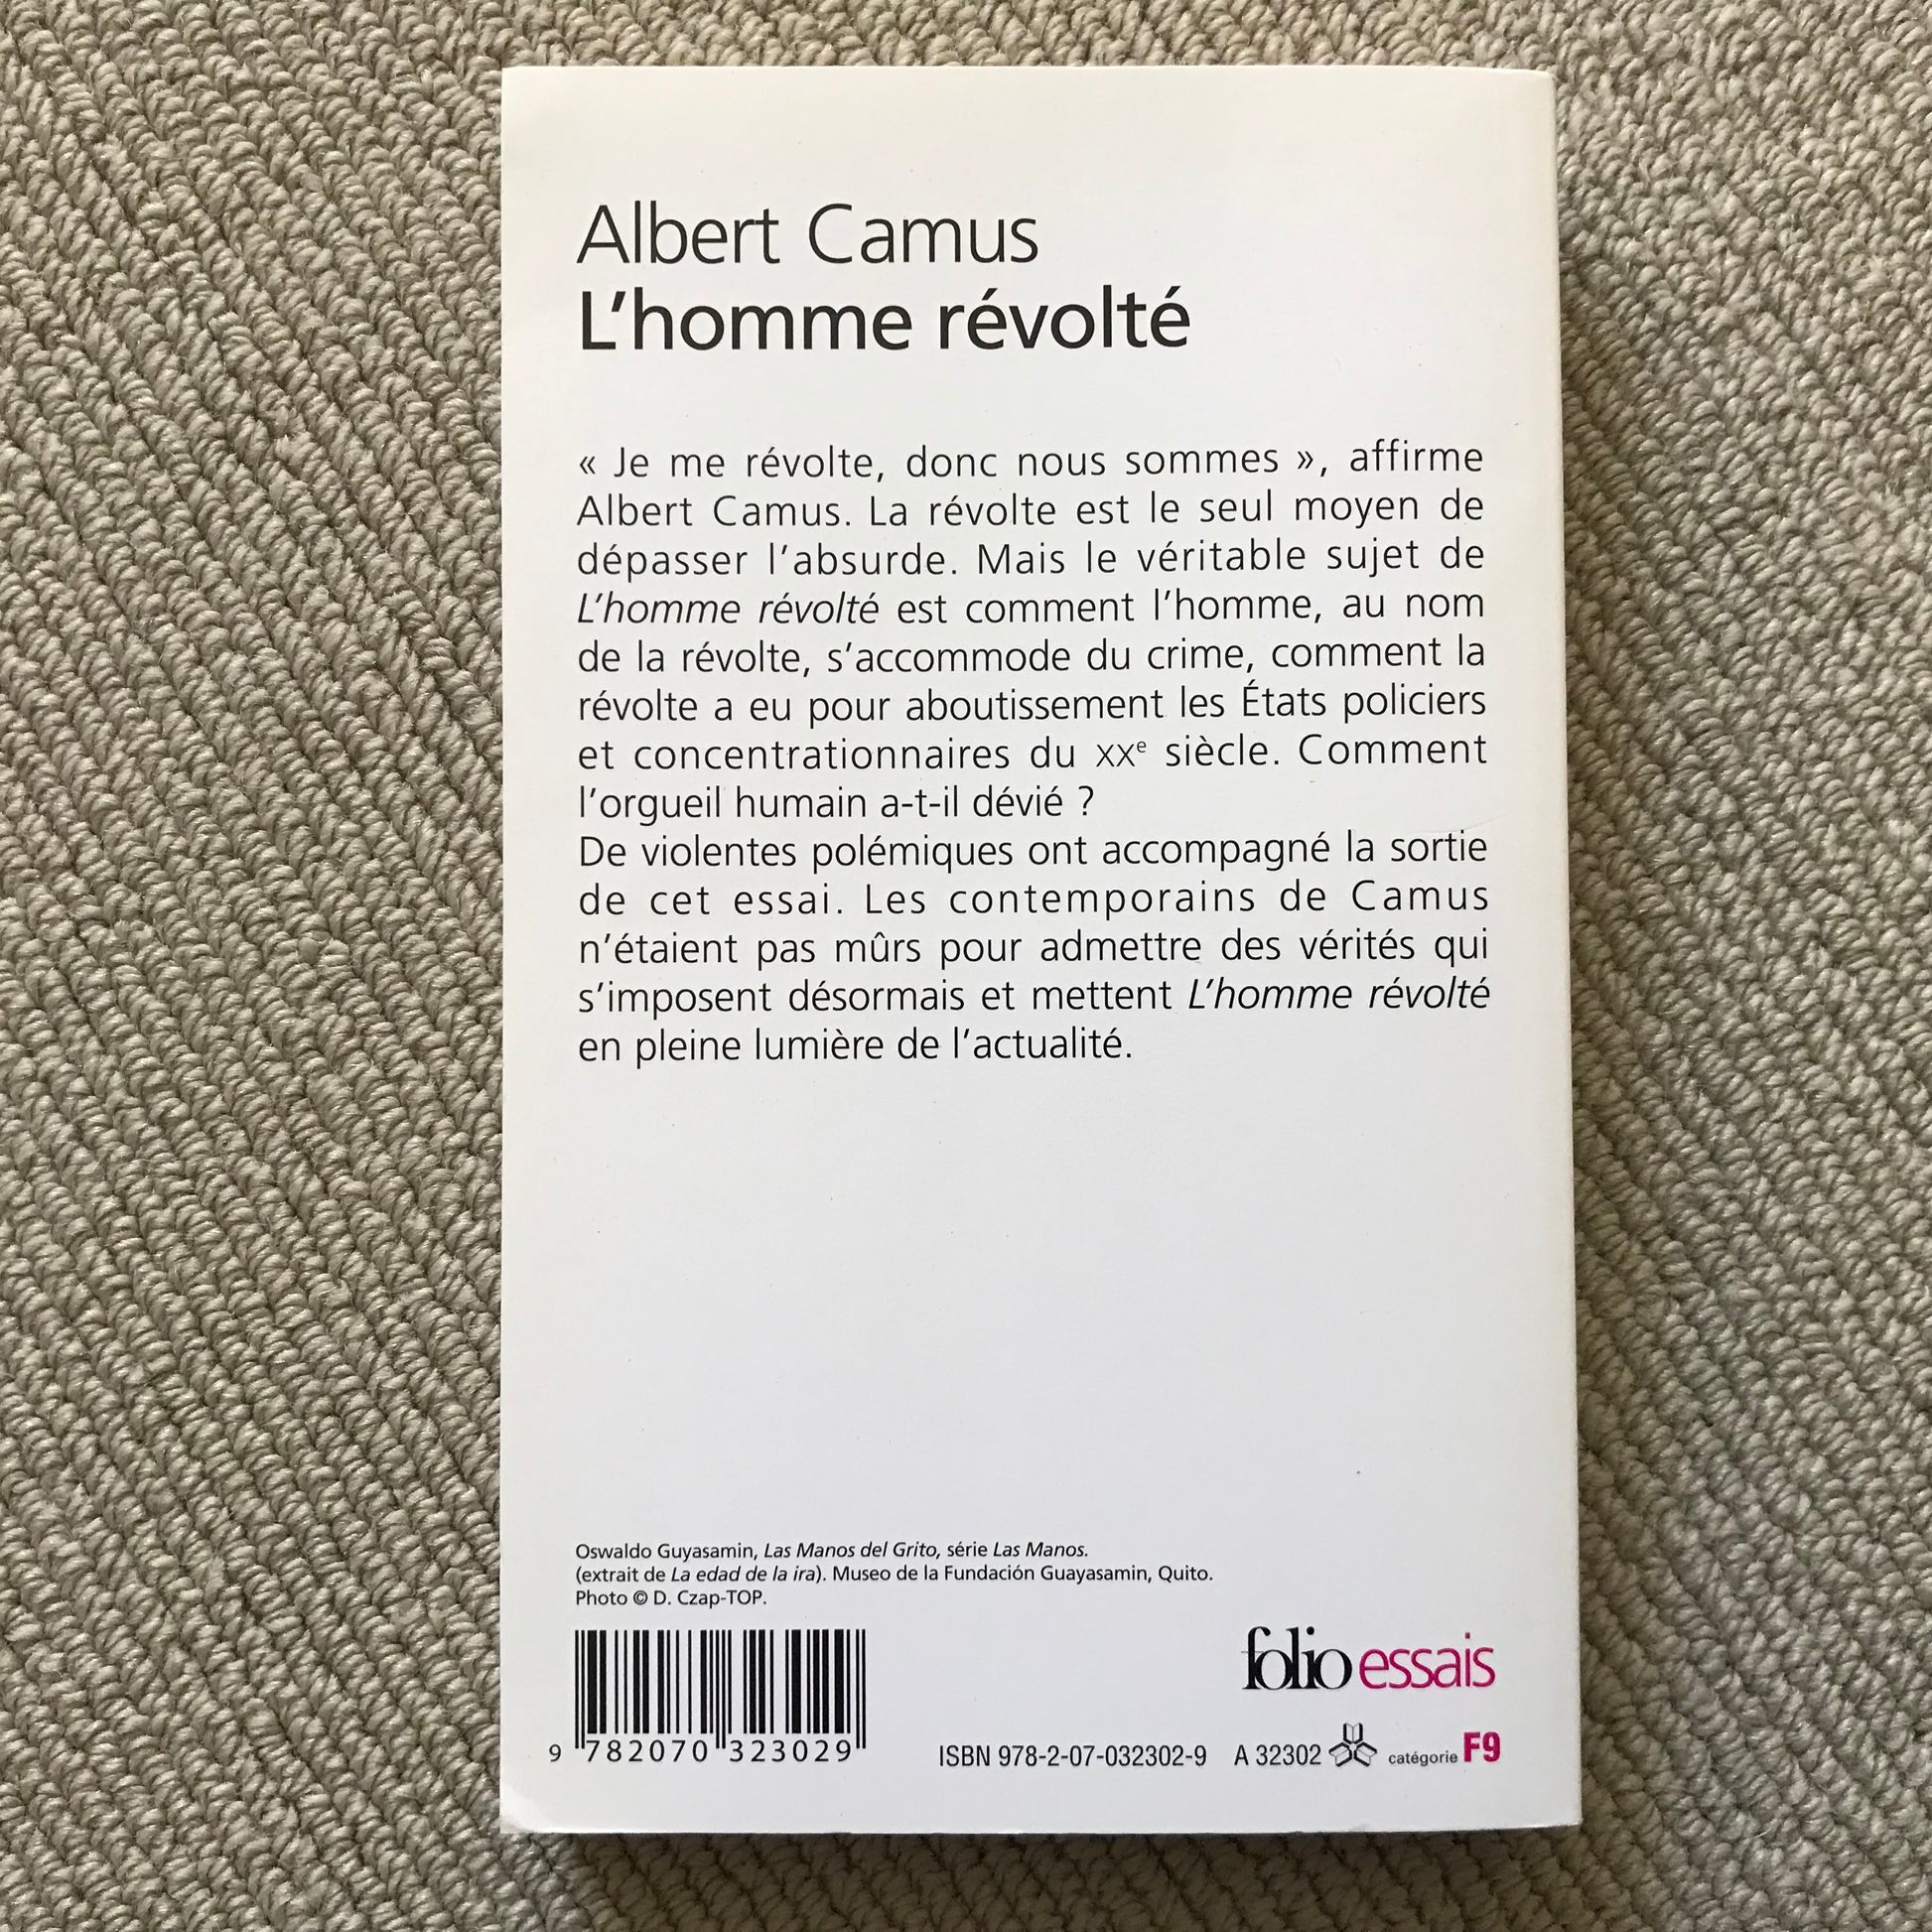 Albert Camus
L'homme révolté
« Je me révolte, donc nous sommes », affirme
Albert Camus. La révolte est le seul moyen de
dépasser l'absurde. Mais le véritable sujet de
L'homme révolté est comment l'homme, au nom
de la révolte, s'accommode du crime, comment la
révolte a eu pour aboutissement les États policiers
et concentrationnaires du XXe siècle. Comment
l'orgueil humain a-t-il dévié ?
De violentes polémiques ont accompagné la sortie
de cet essai. Les contemporains de Camus
n'étaient pas mûrs pour admettre des vérités qui
s'imposent désormais et mettent L'homme révolté
en pleine lumière de l'actualité.
Oswaldo Guyasamin, Las Manos del Grito, série Las Manos.
(extrait de La edad de la ira). Museo de la Fundación Guayasamin, Quito.
Photo © D. Czap-TOP.
folio essais
9 782070 323029
ISBN 978-2-07-032302-9 A 32302 catégorie F9